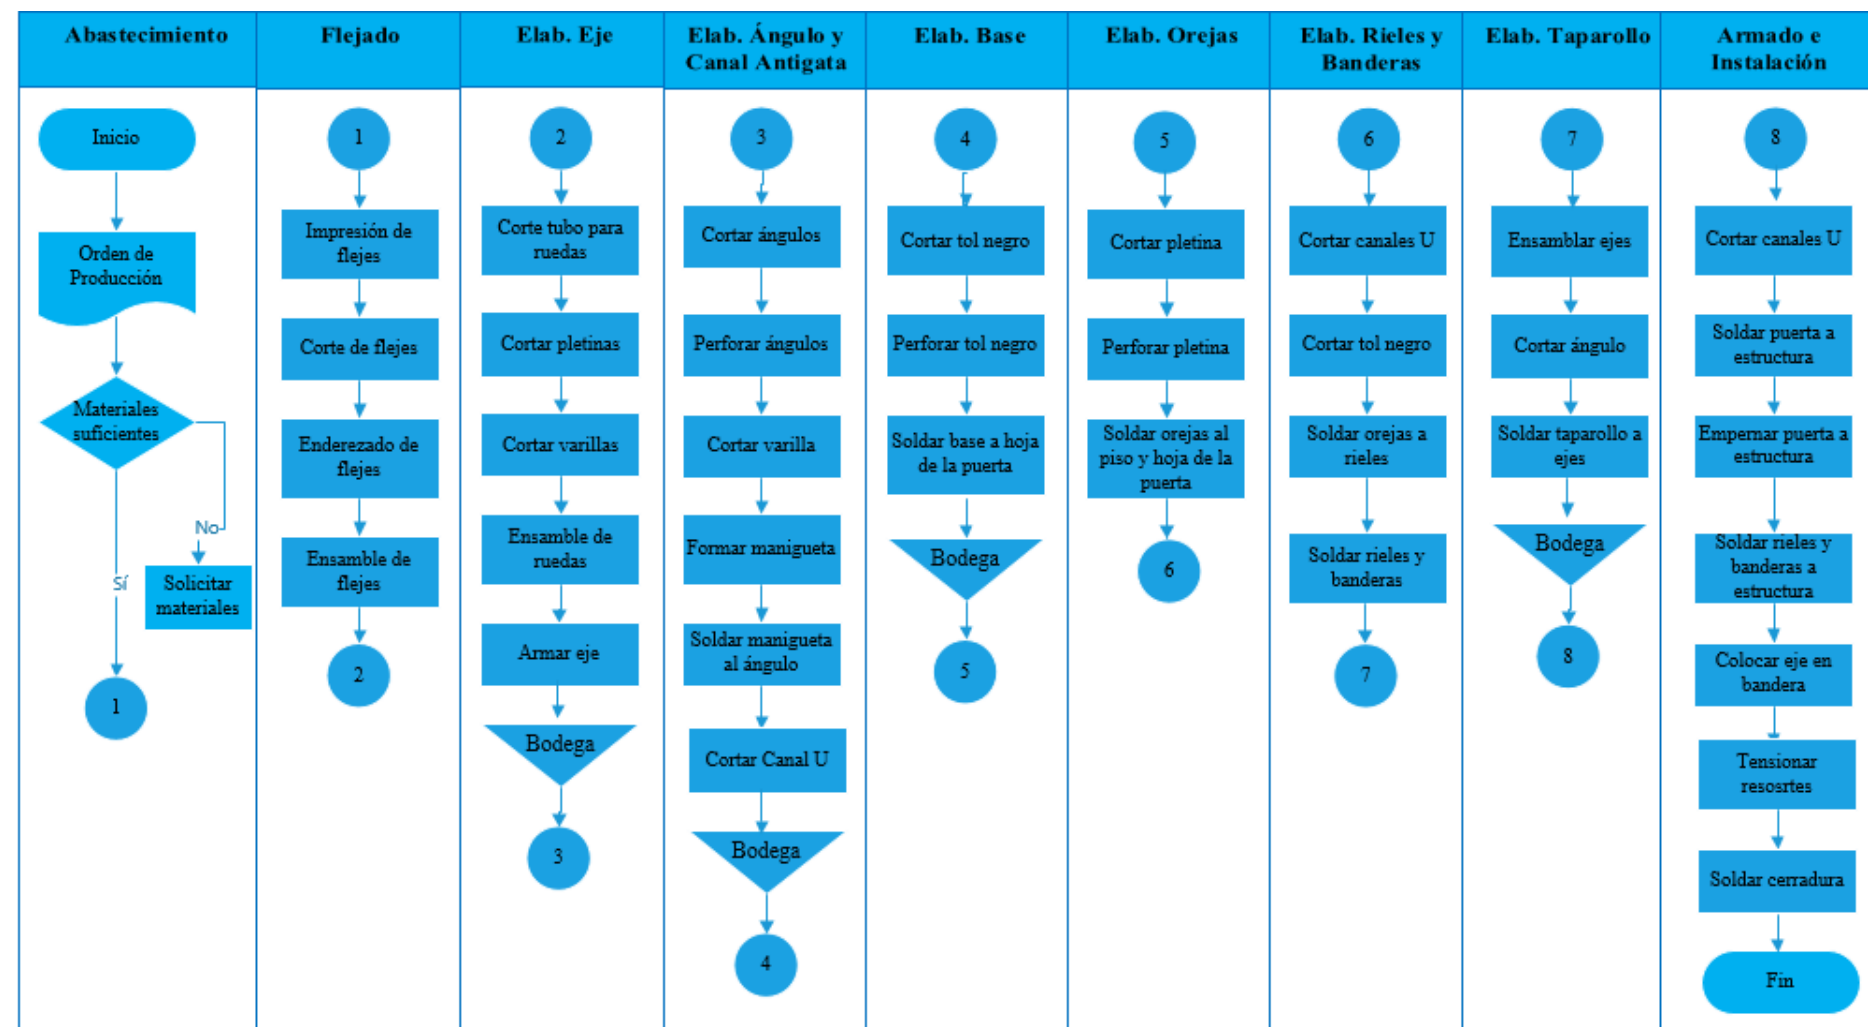 Abastecimiento
Flejado
Elab. Eje
Elab. Ángulo y
Canal Antigata
Elab. Base
Elab. Orejas
Elab. Rieles y
Banderas
Elab. Taparollo
Armado e
Instalación
Inicio
Orden de
Producción
Materiales
suficientes
No
Sí
Solicitar
materiales
1
1
Impresión de
flejes
Corte de flejes
Enderezado de
flejes
Ensamble de
flejes
2
2
Corte tubo para
ruedas
Cortar pletinas
Cortar varillas
Ensamble de
ruedas
Armar eje
Bodega
3
3
Cortar ángulos
Perforar ángulos
Cortar varilla
Formar manigueta
Soldar manigueta
al ángulo
Cortar Canal U
Bodega
4
4
Cortar tol negro
Perforar tol negro
Soldar base a hoja
de la puerta
Bodega
5
5
Cortar pletina
Perforar pletina
Soldar orejas al
piso y hoja de la
puerta
6
6
Cortar canales U
Cortar tol negro
Soldar orejas a
rieles
Soldar rieles y
banderas
7
7
Ensamblar ejes
Cortar ángulo
Soldar taparollo a
ejes
Bodega
8
8
Cortar canales U
Soldar puerta a
estructura
Empernar puerta a
estructura
Soldar rieles y
banderas a
estructura
Colocar eje en
bandera
Tensionar
resosrtes
Soldar cerradura
Fin